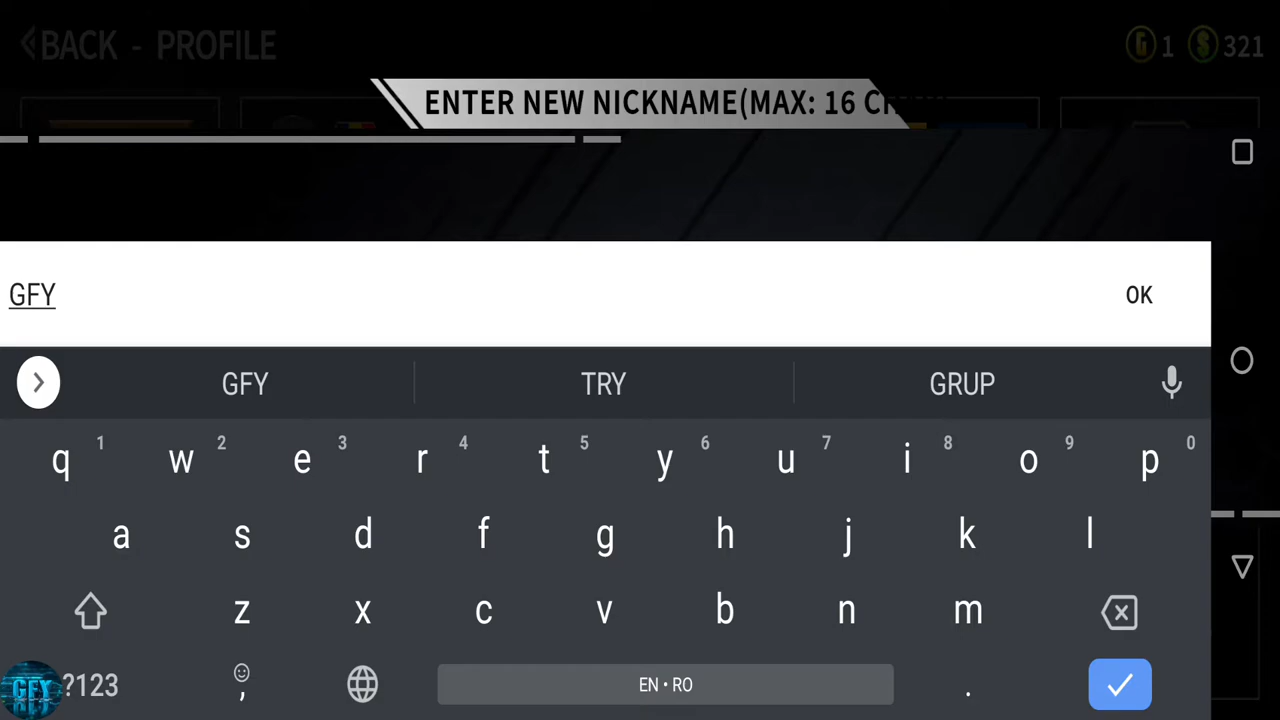 BACK - PROFILE
1 321
ENTER NEW NICKNAME(MAX: 16
GFY
OK
GFY TRY GRUP
q 1 w 2 e 3 r 4 t 5 y 6 u 7 i 8 o 9 p 0
a s d f g h j k l
z x c v b n m
?123 , EN • RO .
GFY